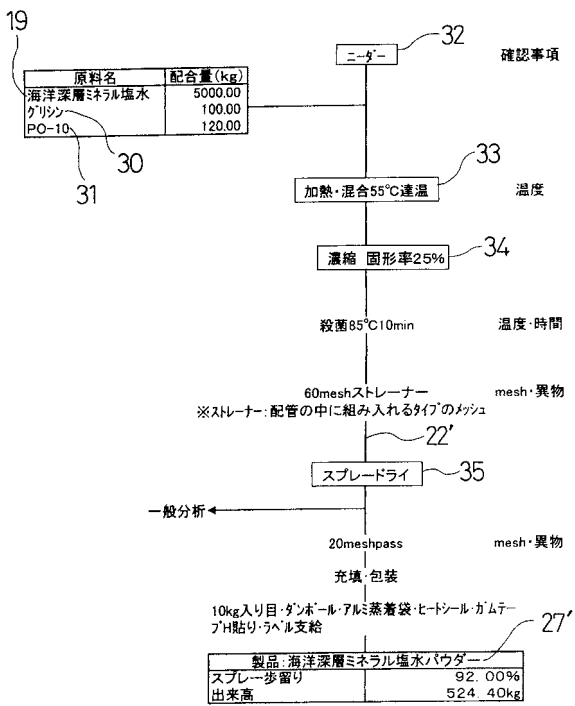 19
32
ニーダー
確認事項
原料名 配合量(kg)
海洋深層ミネラル塩水 5000.00
グリシン 100.00
PO-10 120.00
30
31
33
加熱・混合55℃達温 温度
34
濃縮 固形率25%
殺菌85℃10min 温度・時間
60meshストレーナー mesh・異物
※ストレーナー:配管の中に組み入れるタイプのメッシュ
22′
スプレードライ 35
一般分析
20meshpass mesh・異物
充填・包装
10kg入り目・ダンボール・アルミ蒸着袋・ヒートシール・ガムテー
プH貼り・ラベル支給
27′
製品:海洋深層ミネラル塩水パウダー
スプレー歩留り 92.00%
出来高 524.40kg